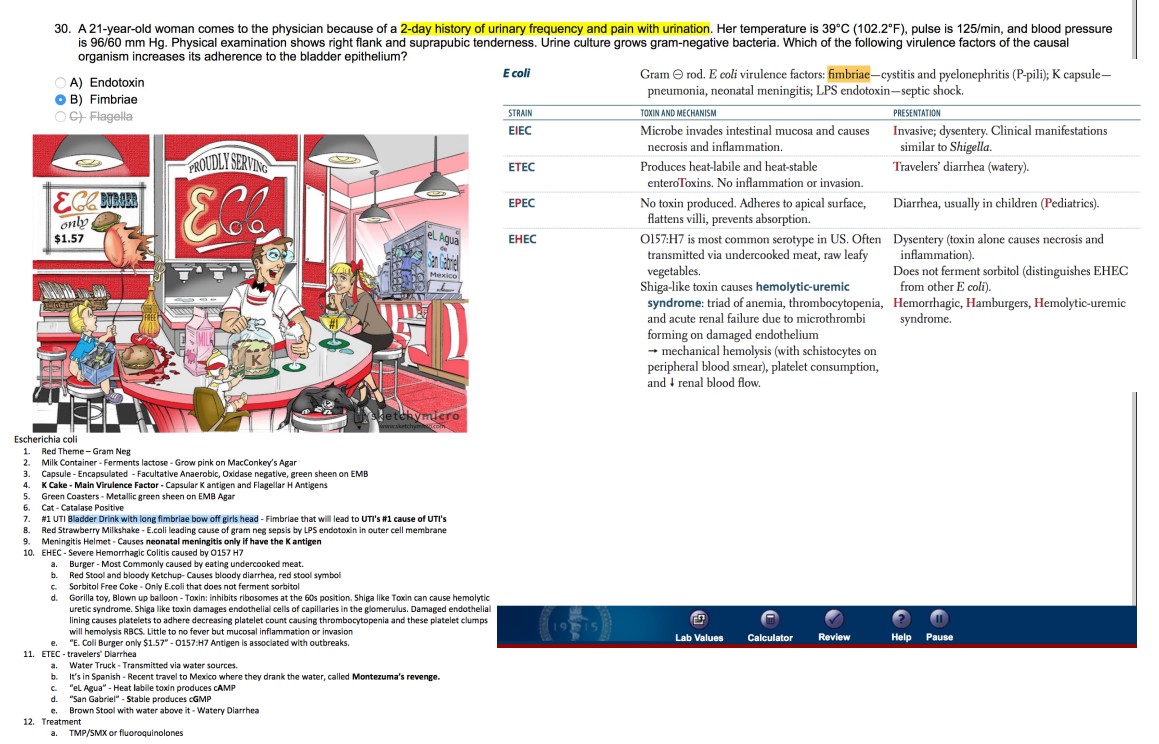 30. A 21-year-old woman comes to the physician because of a 2-day history of urinary frequency and pain with urination. Her temperature is 39°C (102.2°F), pulse is 125/min, and blood pressure
is 96/60 mm Hg. Physical examination shows right flank and suprapubic tenderness. Urine culture grows gram-negative bacteria. Which of the following virulence factors of the causal
organism increases its adherence to the bladder epithelium?
A) Endotoxin
B) Fimbriae
C) Flagella
E coli
Gram ⊖ rod. E coli virulence factors: fimbriae—cystitis and pyelonephritis (P-pili); K capsule—
pneumonia, neonatal meningitis; LPS endotoxin—septic shock.
STRAIN TOXIN AND MECHANISM PRESENTATION
EIEC Microbe invades intestinal mucosa and causes Invasive; dysentery. Clinical manifestations
necrosis and inflammation. similar to Shigella.
ETEC Produces heat-labile and heat-stable Travelers' diarrhea (watery).
enteroToxins. No inflammation or invasion.
EPEC No toxin produced. Adheres to apical surface, Diarrhea, usually in children (Pediatrics).
flattens villi, prevents absorption.
EHEC O157:H7 is most common serotype in US. Often Dysentery (toxin alone causes necrosis and
transmitted via undercooked meat, raw leafy inflammation).
vegetables. Does not ferment sorbitol (distinguishes EHEC
Shiga-like toxin causes hemolytic-uremic from other E coli).
syndrome: triad of anemia, thrombocytopenia, Hemorrhagic, Hamburgers, Hemolytic-uremic
and acute renal failure due to microthrombi syndrome.
forming on damaged endothelium
→ mechanical hemolysis (with schistocytes on
peripheral blood smear), platelet consumption,
and ↓ renal blood flow.
PROUDLY SERVING
E Cola
E Coli BURGER
only
$1.57
eL Agua
de
San Gabriel
Mexico
FREE
MILK
#1
K
sketchymicro
Escherichia coli
1. Red Theme – Gram Neg
2. Milk Container - Ferments lactose - Grow pink on MacConkey's Agar
3. Capsule - Encapsulated - Facultative Anaerobic, Oxidase negative, green sheen on EMB
4. K Cake - Main Virulence Factor - Capsular K antigen and Flagellar H Antigens
5. Green Coasters - Metallic green sheen on EMB Agar
6. Cat - Catalase Positive
7. #1 UTI Bladder Drink with long fimbriae bow off girls head - Fimbriae that will lead to UTI's #1 cause of UTI's
8. Red Strawberry Milkshake - E.coli leading cause of gram neg sepsis by LPS endotoxin in outer cell membrane
9. Meningitis Helmet - Causes neonatal meningitis only if have the K antigen
10. EHEC - Severe Hemorrhagic Colitis caused by O157 H7
a. Burger - Most Commonly caused by eating undercooked meat.
b. Red Stool and bloody Ketchup- Causes bloody diarrhea, red stool symbol
c. Sorbitol Free Coke - Only E.coli that does not ferment sorbitol
d. Gorilla toy, Blown up balloon - Toxin: inhibits ribosomes at the 60s position. Shiga like Toxin can cause hemolytic
uretic syndrome. Shiga like toxin damages endothelial cells of capillaries in the glomerulus. Damaged endothelial
lining causes platelets to adhere decreasing platelet count causing thrombocytopenia and these platelet clumps
will hemolysis RBCS. Little to no fever but mucosal inflammation or invasion
e. "E. Coli Burger only $1.57" - O157:H7 Antigen is associated with outbreaks.
11. ETEC - travelers' Diarrhea
a. Water Truck - Transmitted via water sources.
b. It's in Spanish - Recent travel to Mexico where they drank the water, called Montezuma's revenge.
c. "eL Agua" - Heat labile toxin produces cAMP
d. "San Gabriel" - Stable produces cGMP
e. Brown Stool with water above it - Watery Diarrhea
12. Treatment
a. TMP/SMX or fluoroquinolones
19 15
Lab Values Calculator Review Help Pause